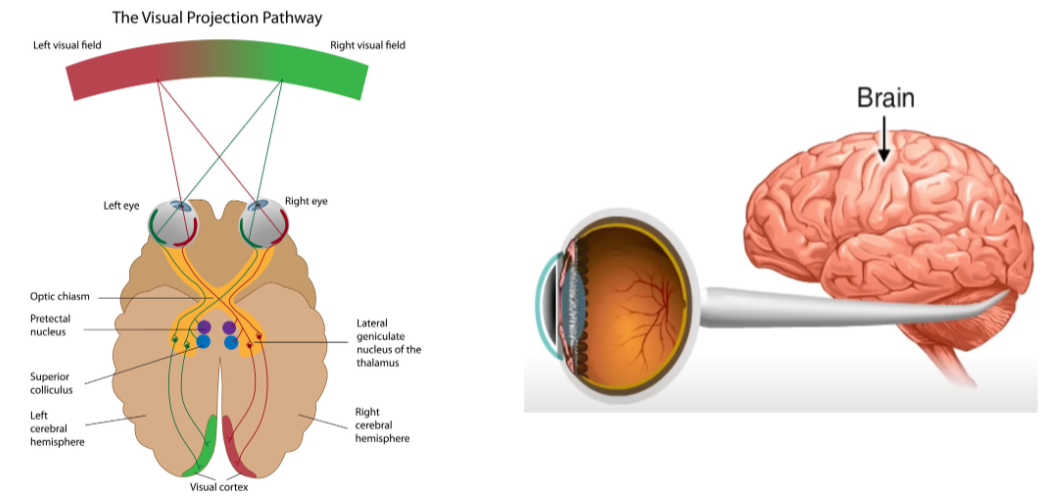 The Visual Projection Pathway
Left visual field
Right visual field
Left eye
Right eye
Optic chiasm
Pretectal
nucleus
Superior
colliculus
Left
cerebral
hemisphere
Lateral
geniculate
nucleus of the
thalamus
Right
cerebral
hemisphere
Visual cortex
Brain